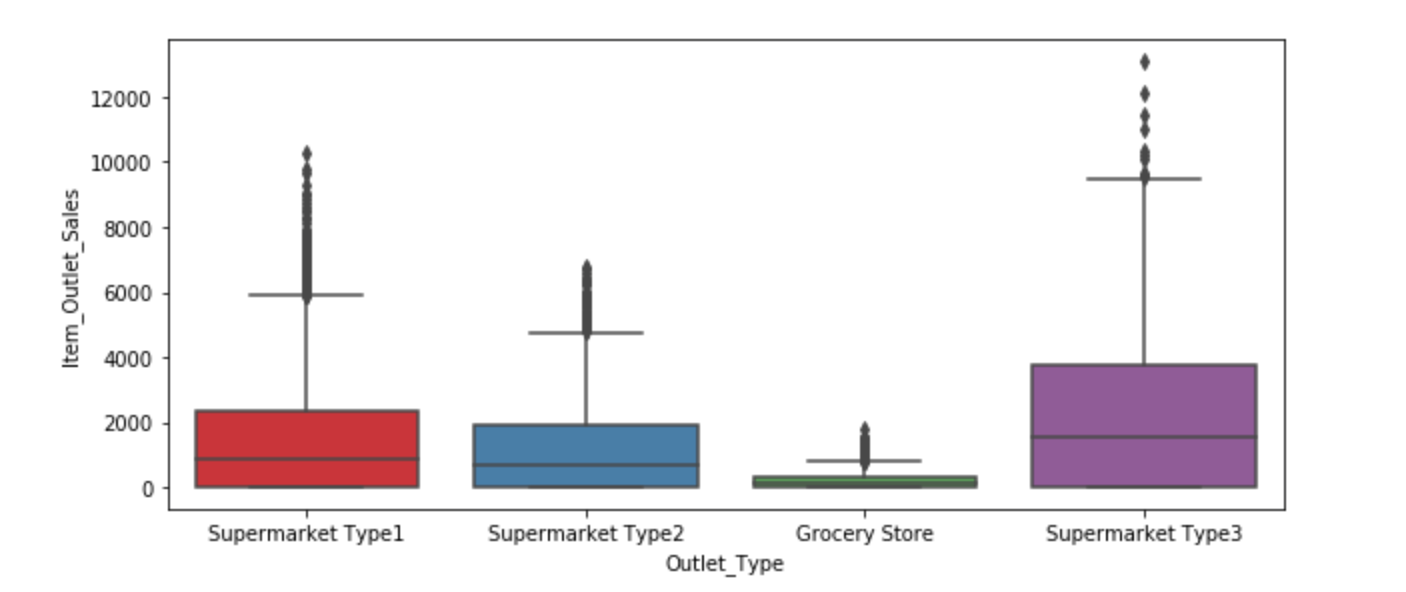 12000
10000
8000
6000
4000
2000
0
Item_Outlet_Sales
Supermarket Type1 Supermarket Type2 Grocery Store Supermarket Type3
Outlet_Type